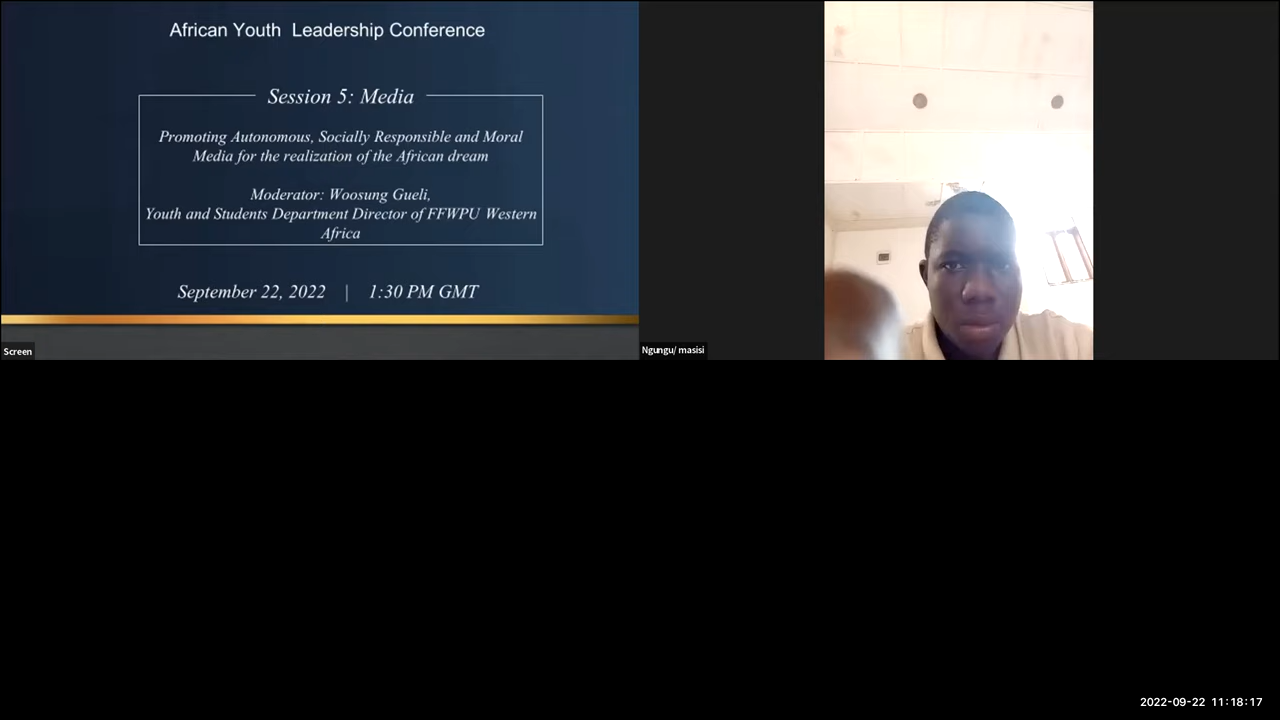 African Youth  Leadership Conference
Session 5: Media
Promoting Autonomous, Socially Responsible and Moral
Media for the realization of the African dream
Moderator: Woosung Gueli,
Youth and Students Department Director of FFWPU Western
Africa
September 22, 2022 | 1:30 PM GMT
Screen
Ngungu/ masisi
2022-09-22 11:18:17